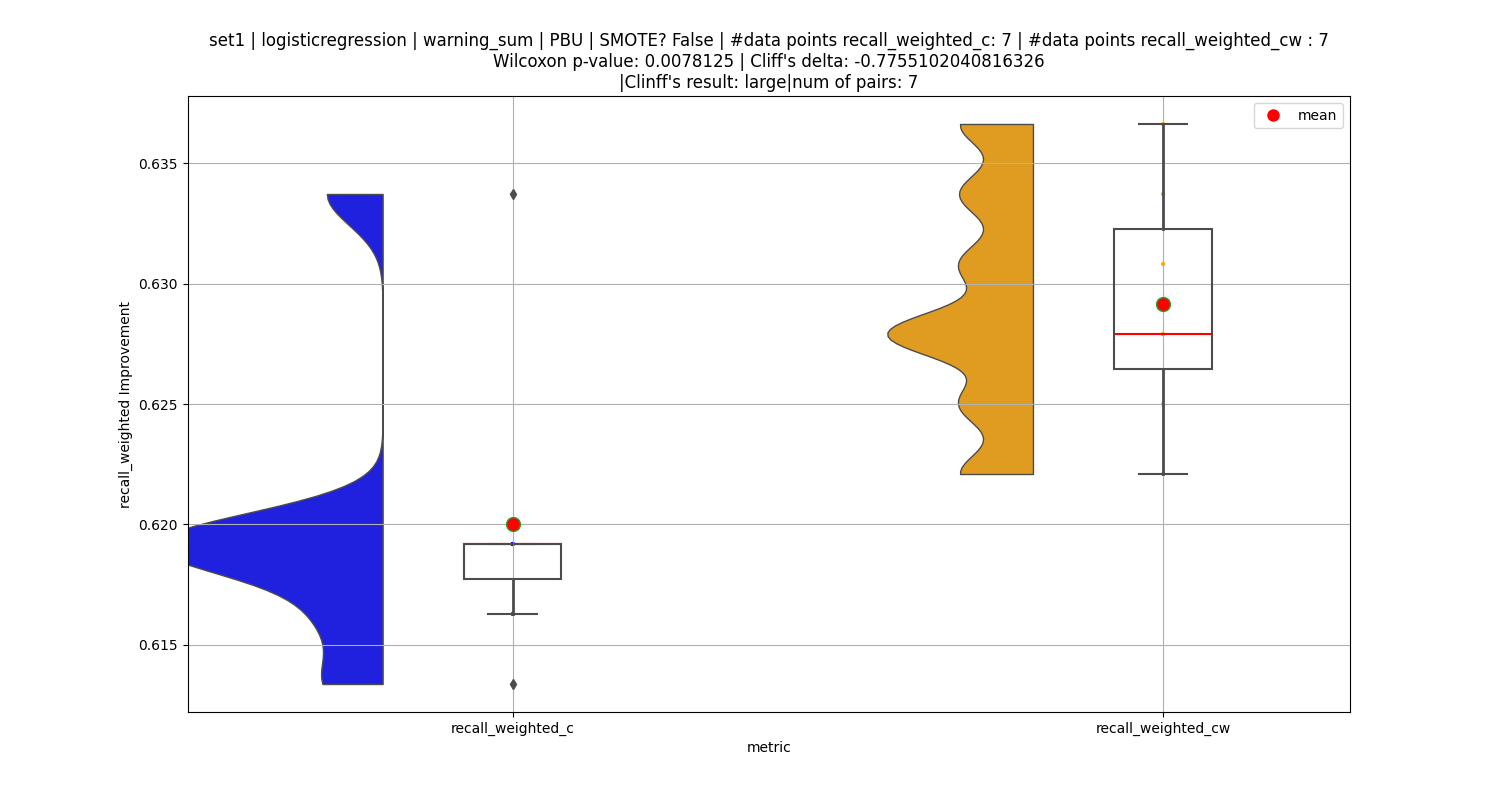 set1 | logisticregression | warning_sum | PBU | SMOTE? False | #data points recall_weighted_c: 7 | #data points recall_weighted_cw : 7
Wilcoxon p-value: 0.0078125 | Cliff's delta: -0.7755102040816326
|Clinff's result: large|num of pairs: 7
mean
0.635
0.630
0.625
0.620
0.615
recall_weighted Improvement
recall_weighted_c
recall_weighted_cw
metric